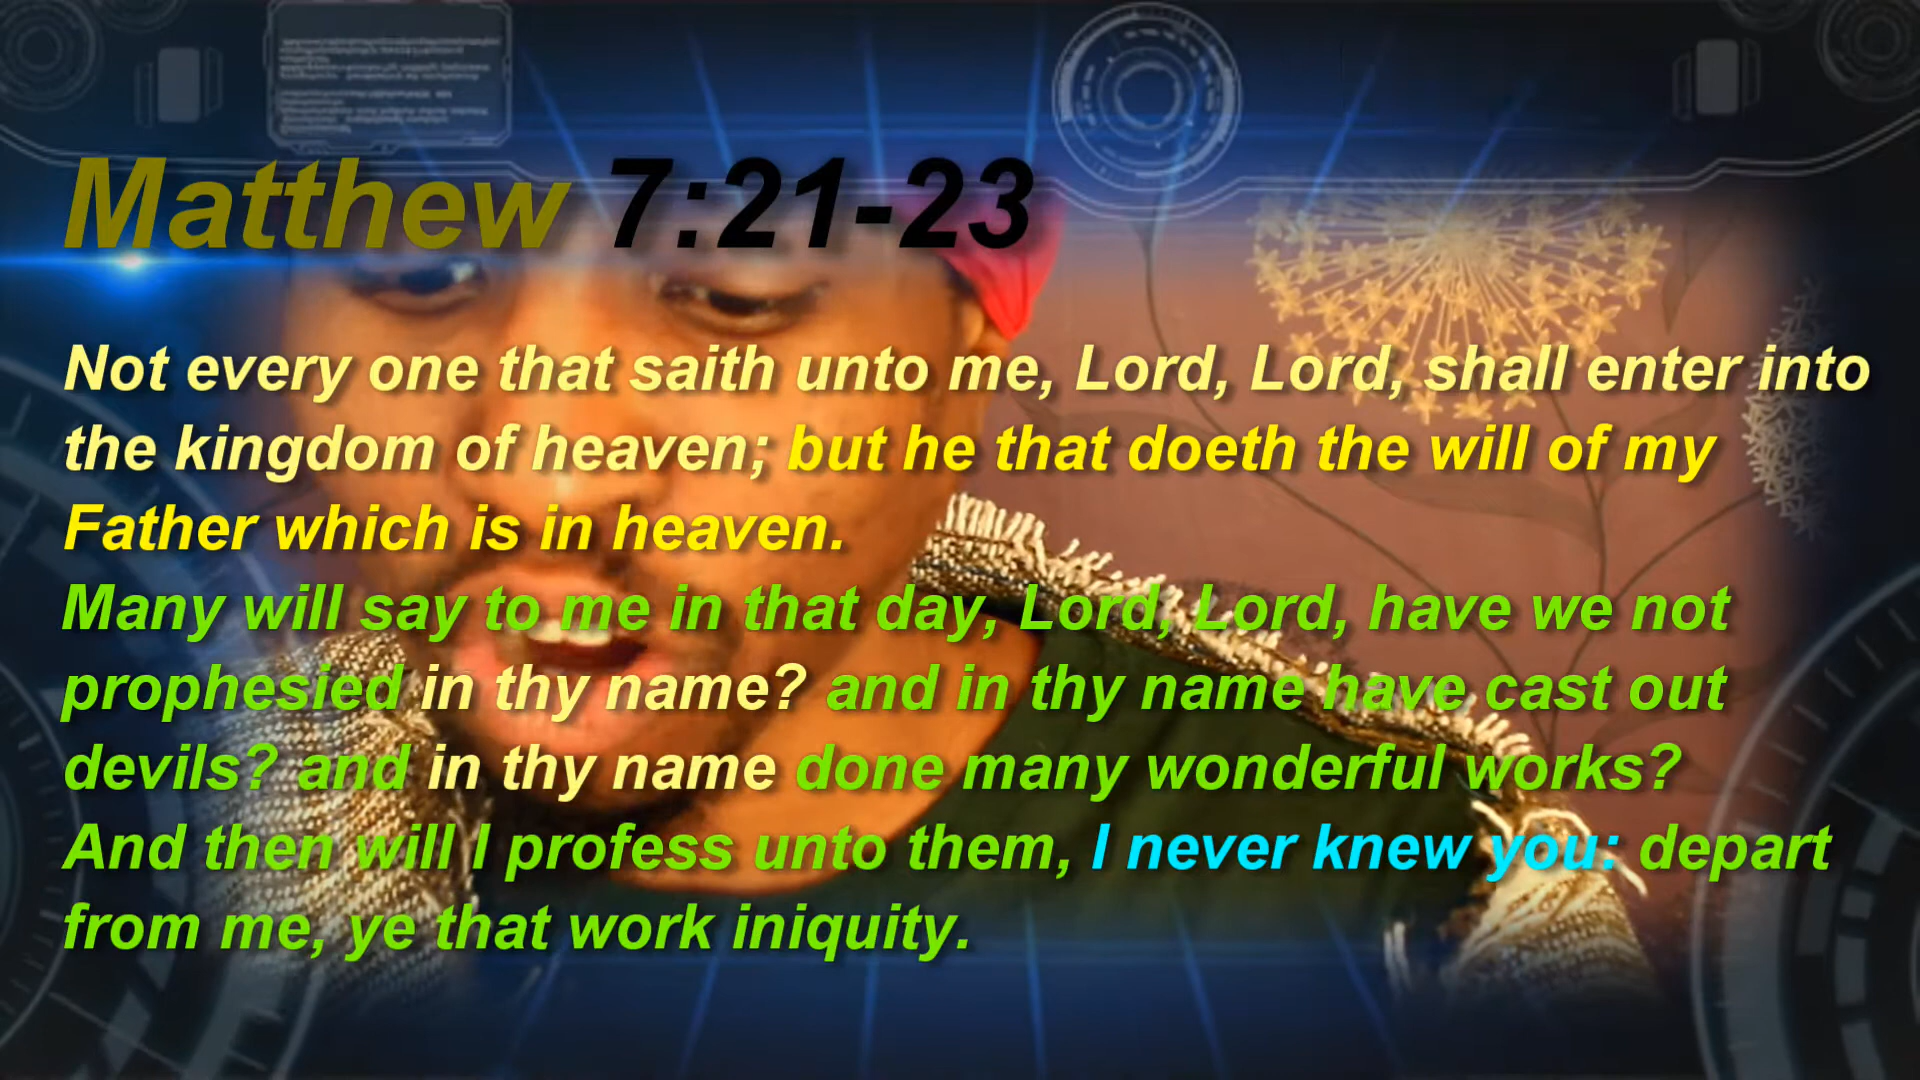 Matthew 7:21-23
Not every one that saith unto me, Lord, Lord, shall enter into
the kingdom of heaven; but he that doeth the will of my
Father which is in heaven.
Many will say to me in that day, Lord, Lord, have we not
prophesied in thy name? and in thy name have cast out
devils? and in thy name done many wonderful works?
And then will I profess unto them, I never knew you: depart
from me, ye that work iniquity.